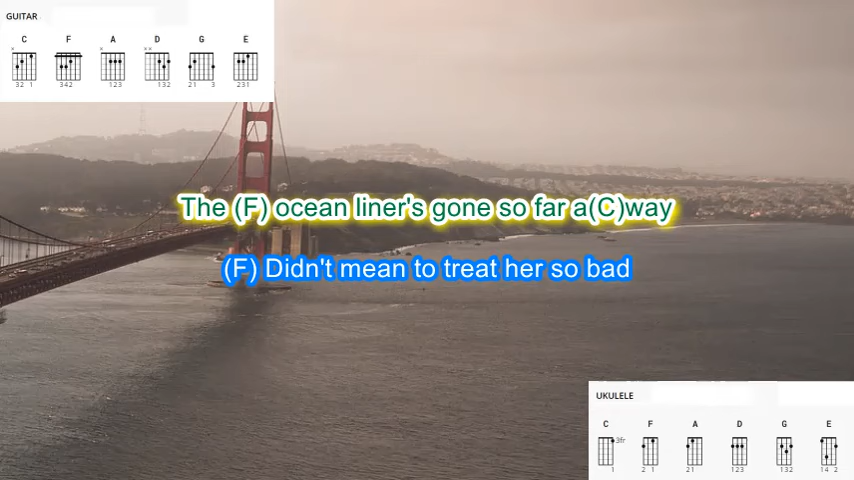 GUITAR
C F A D G E
x x xx
32 1 342 123 132 21 3 231
The (F) ocean liner's gone so far a(C)way
(F) Didn't mean to treat her so bad
UKULELE
C F A D G E
3fr
1 2 1 21 123 132 14 2